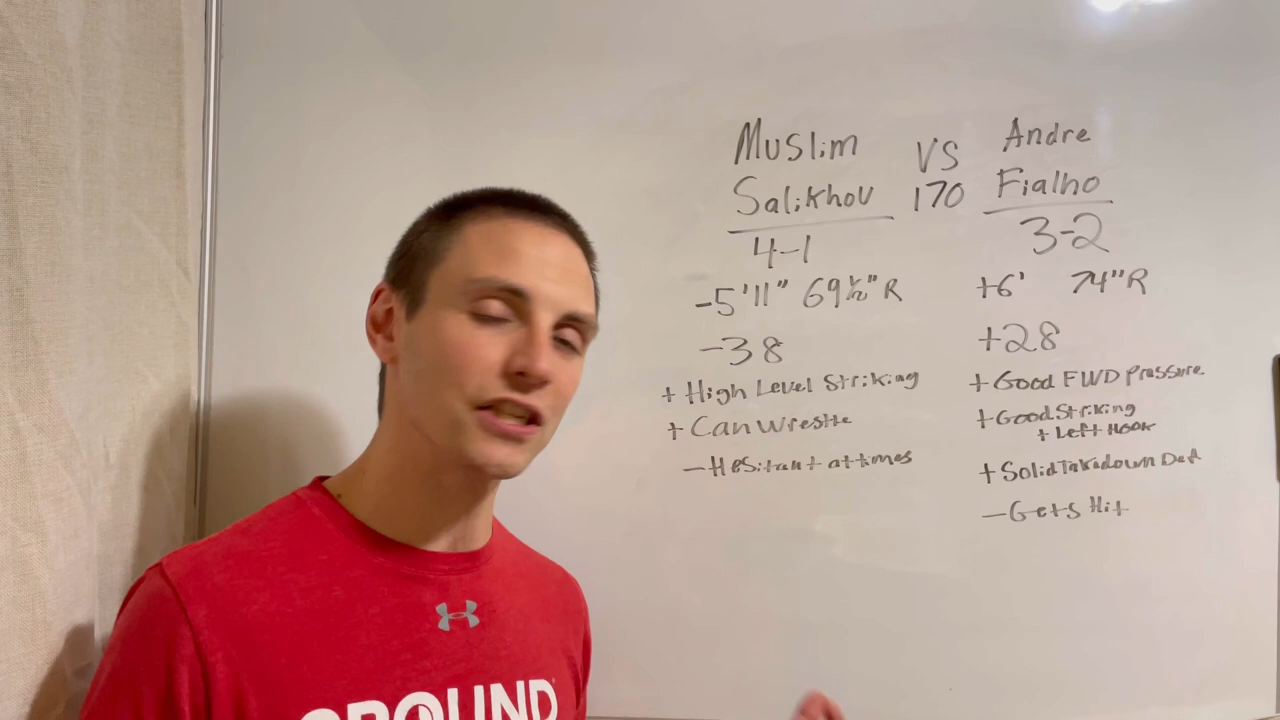 Muslim
Salikhov
4-1
-5'11" 69½"R
-38
+ High Level Striking
+ Can Wrestle
- Hesitant at times
VS
170
Andre
Fialho
3-2
+6' 74"R
+28
+ Good FWD Pressure
+ Good Striking
+ Left Hook
+ Solid Takedown Def
- Gets Hit
GROUND